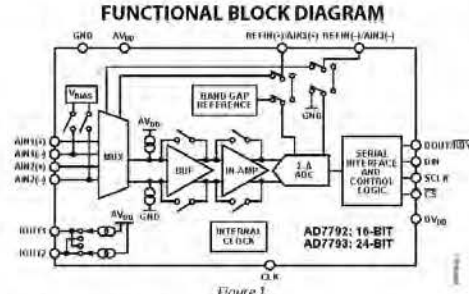 FUNCTIONAL BLOCK DIAGRAM
GND AVDD REFIN(+)/AIN3(+) REFIN(–)/AIN3(–)
VBIAS
BAND GAP
REFERENCE
GND
AVDD
AIN1(+)
AIN1(–)
AIN2(+)
AIN2(–)
MUX
BUF
IN-AMP
Σ-Δ
ADC
SERIAL
INTERFACE
AND
CONTROL
LOGIC
DOUT/RDY
DIN
SCLK
CS
DVDD
GND
IOUT1
IOUT2
AVDD
INTERNAL
CLOCK
AD7792: 16-BIT
AD7793: 24-BIT
CLK
Figure 1.